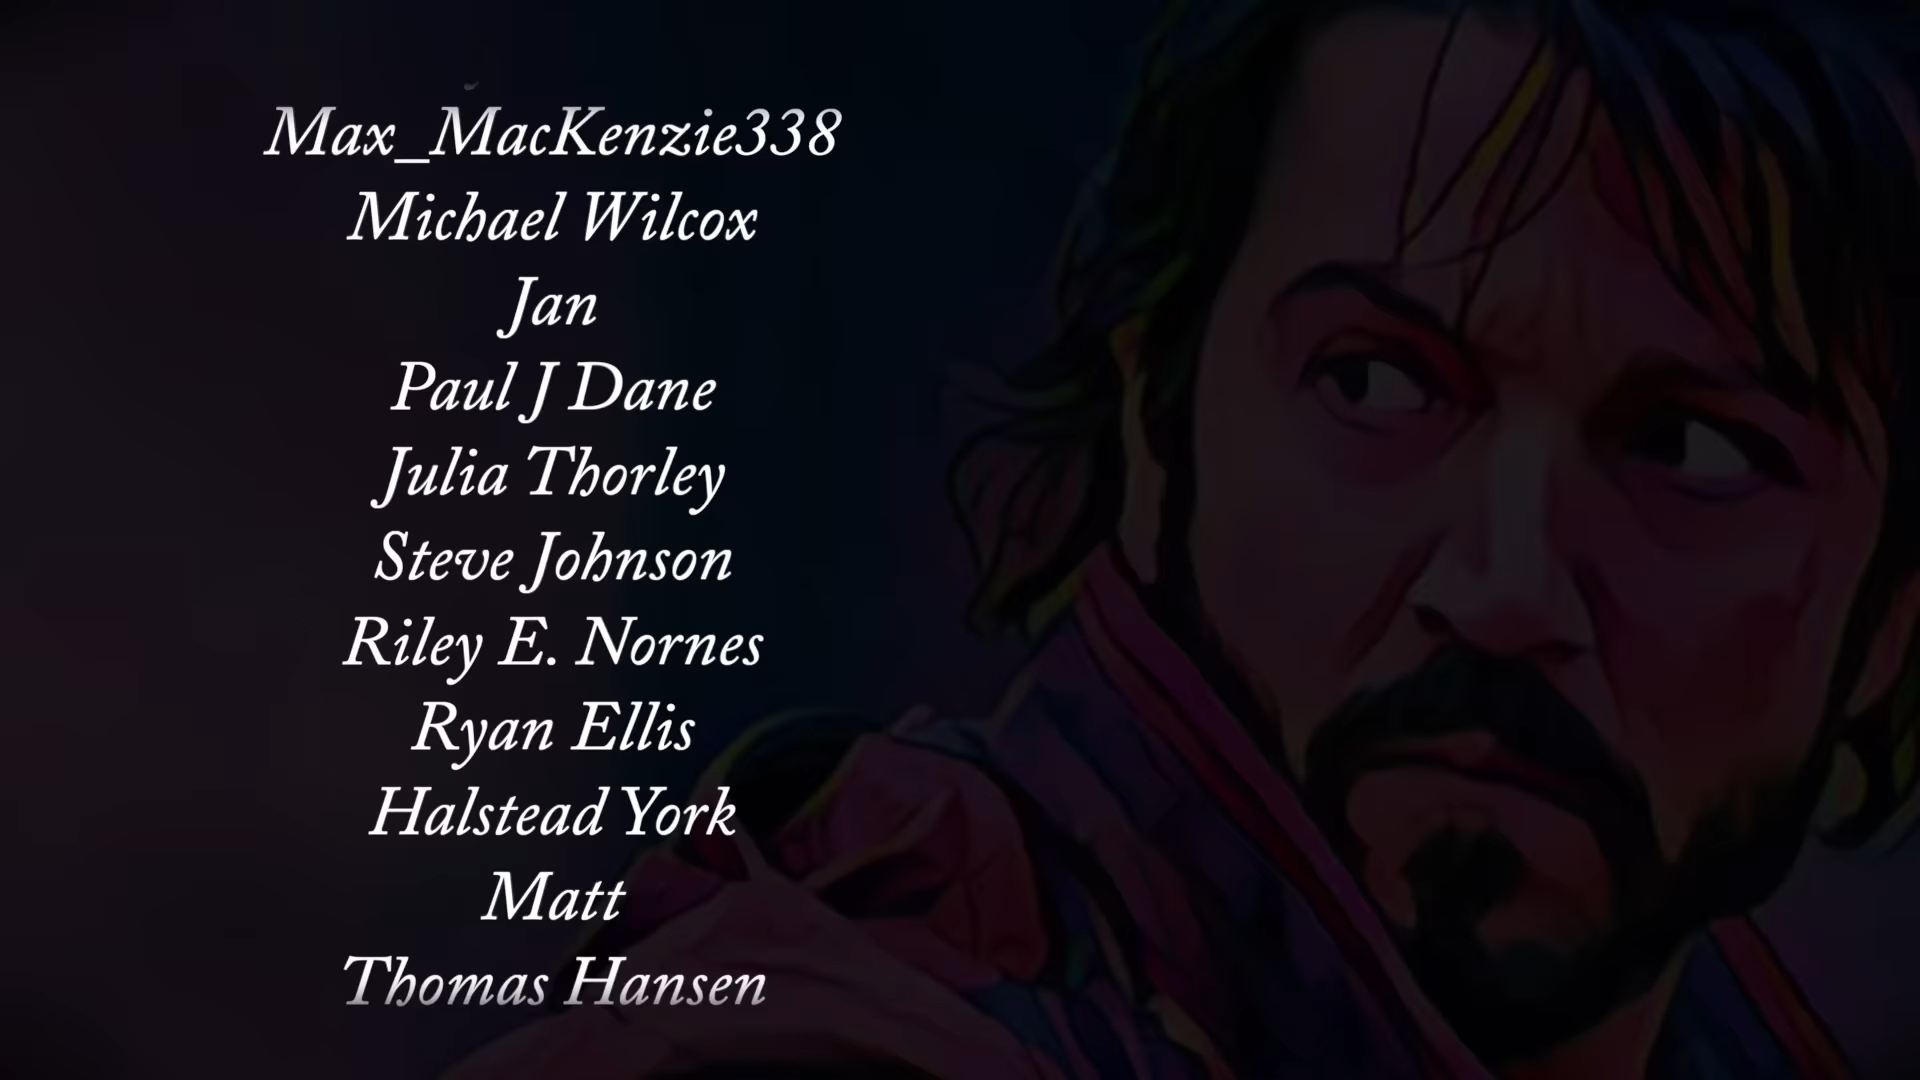 Max_MacKenzie338
Michael Wilcox
Jan
Paul J Dane
Julia Thorley
Steve Johnson
Riley E. Nornes
Ryan Ellis
Halstead York
Matt
Thomas Hansen